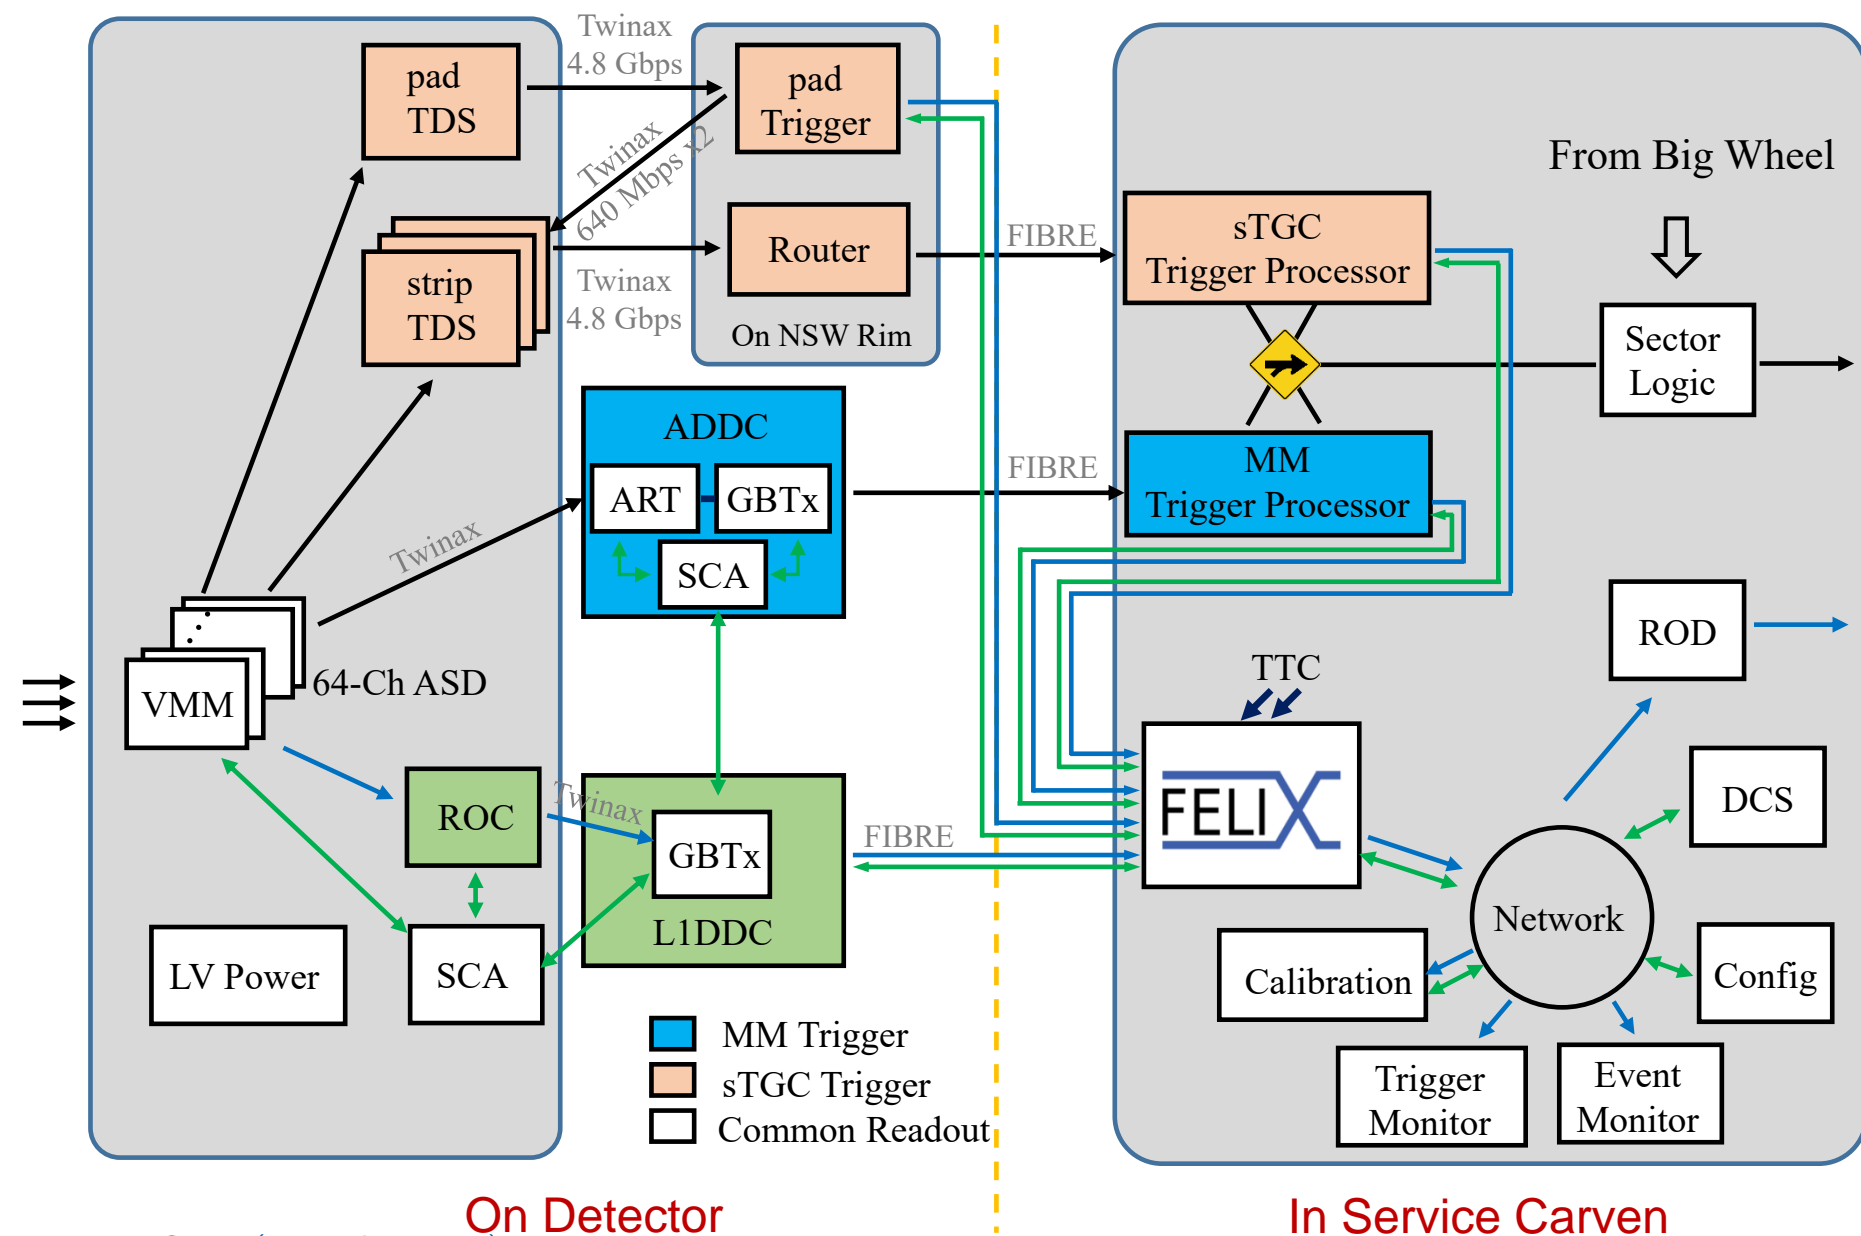 Twinax
4.8 Gbps
pad
TDS
pad
Trigger
Twinax
640 Mbps x2
From Big Wheel
strip
TDS
Twinax
4.8 Gbps
Router
On NSW Rim
FIBRE
sTGC
Trigger Processor
Sector
Logic
ADDC
ART
GBTx
SCA
Twinax
FIBRE
MM
Trigger Processor
VMM
64-Ch ASD
TTC
ROD
FELIX
DCS
ROC
Twinax
GBTx
L1DDC
FIBRE
Network
LV Power
SCA
Calibration
Config
Trigger
Monitor
Event
Monitor
MM Trigger
sTGC Trigger
Common Readout
On Detector
In Service Carven